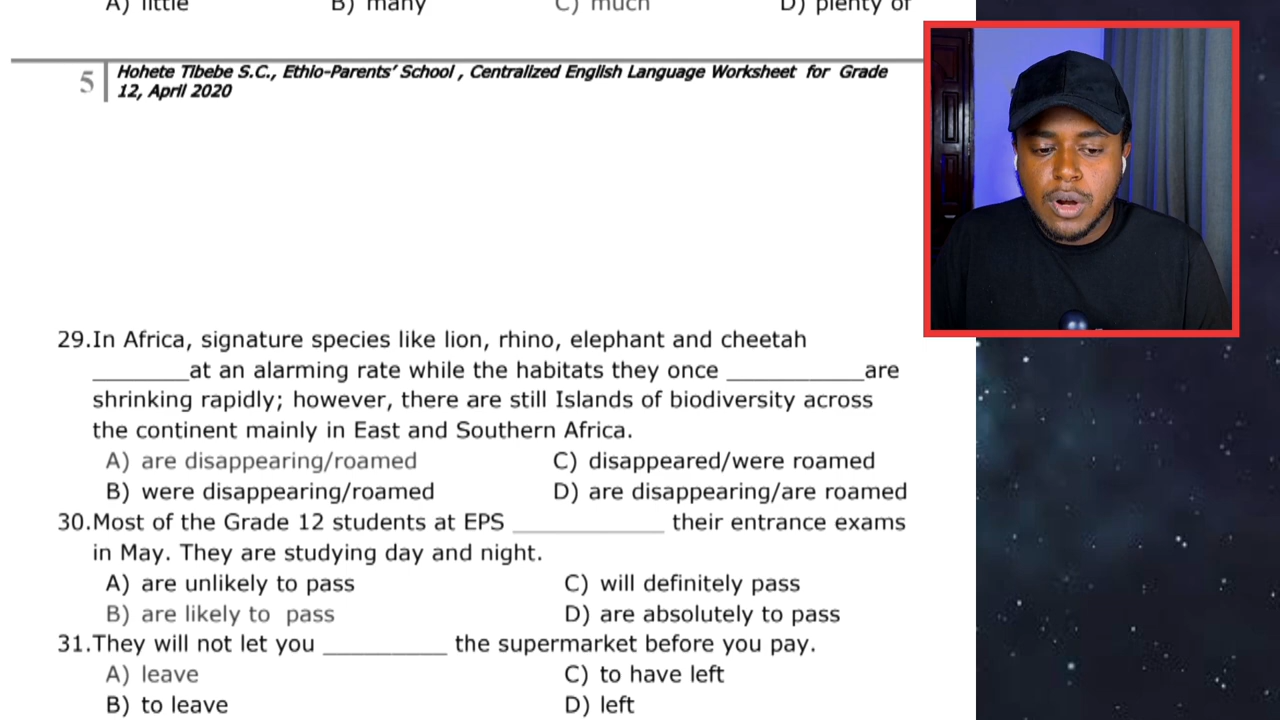 A) little B) many C) much D) plenty of
5 Hohete Tibebe S.C., Ethio-Parents' School , Centralized English Language Worksheet for Grade
12, April 2020
29.In Africa, signature species like lion, rhino, elephant and cheetah
________at an alarming rate while the habitats they once ___________are
shrinking rapidly; however, there are still Islands of biodiversity across
the continent mainly in East and Southern Africa.
A) are disappearing/roamed C) disappeared/were roamed
B) were disappearing/roamed D) are disappearing/are roamed
30.Most of the Grade 12 students at EPS ____________ their entrance exams
in May. They are studying day and night.
A) are unlikely to pass C) will definitely pass
B) are likely to pass D) are absolutely to pass
31.They will not let you __________ the supermarket before you pay.
A) leave C) to have left
B) to leave D) left